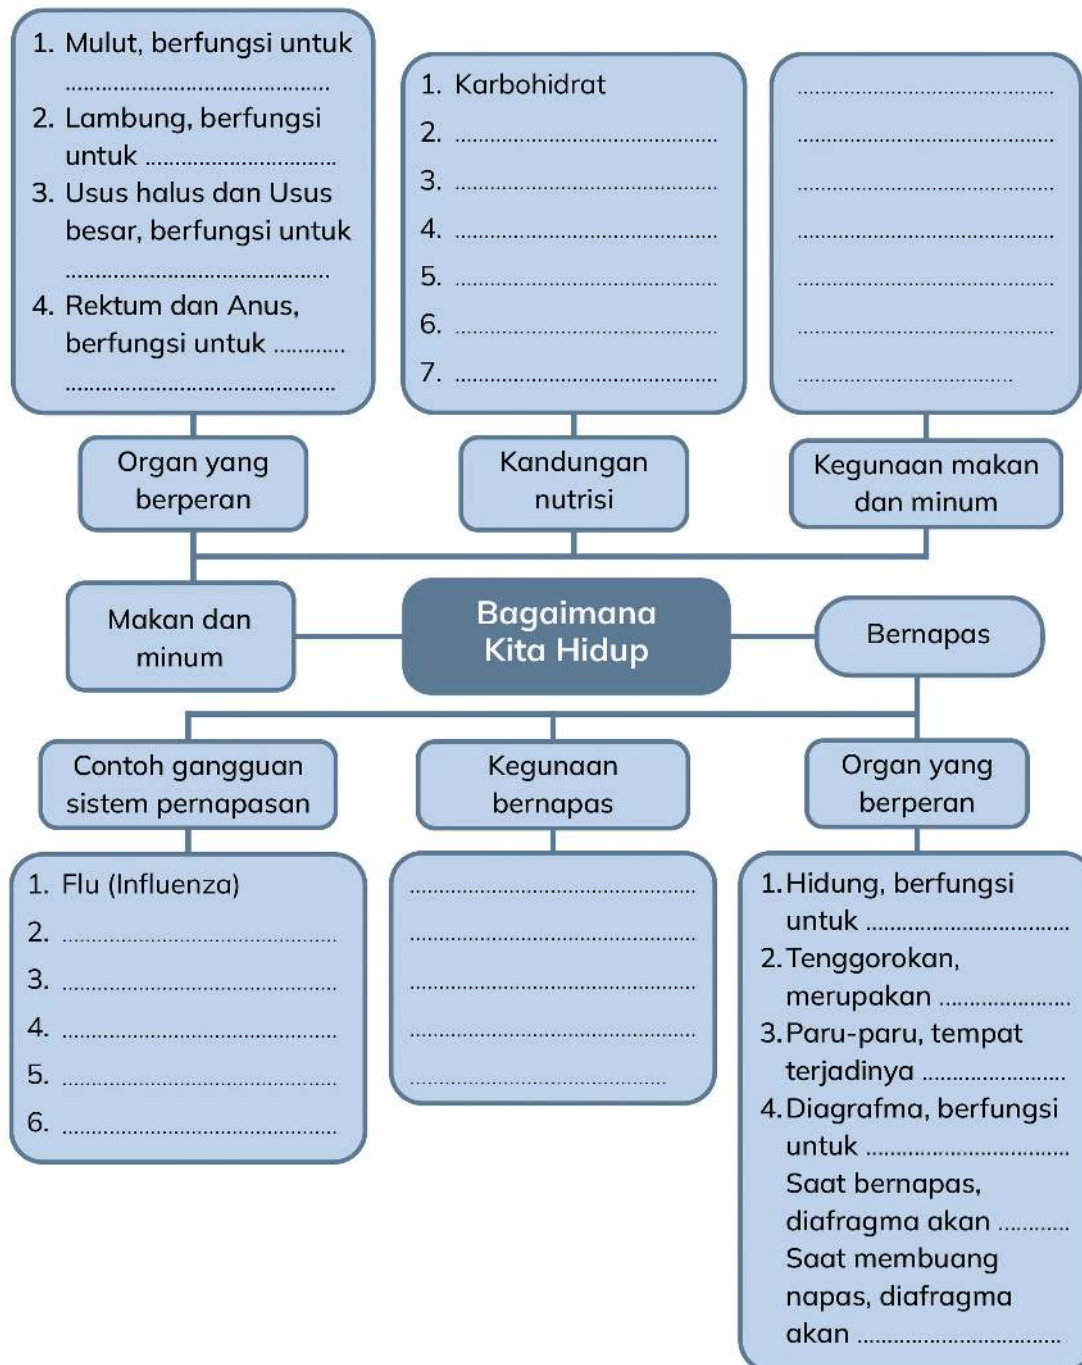 1. Mulut, berfungsi untuk
............................................
2. Lambung, berfungsi
untuk ................................
3. Usus halus dan Usus
besar, berfungsi untuk
............................................
4. Rektum dan Anus,
berfungsi untuk ............
.............................................
1. Karbohidrat
2. ............................................
3. ............................................
4. ............................................
5. ............................................
6. ............................................
7. ............................................
...........................................
...........................................
...........................................
...........................................
...........................................
...........................................
....................................
Organ yang
berperan
Kandungan
nutrisi
Kegunaan makan
dan minum
Makan dan
minum
Bagaimana
Kita Hidup
Bernapas
Contoh gangguan
sistem pernapasan
Kegunaan
bernapas
Organ yang
berperan
1. Flu (Influenza)
2. ..............................................
3. ..............................................
4. ..............................................
5. ..............................................
6. ..............................................
................................................
................................................
................................................
................................................
...........................................
1. Hidung, berfungsi
untuk ..................................
2. Tenggorokan,
merupakan ......................
3. Paru-paru, tempat
terjadinya ........................
4. Diagrafma, berfungsi
untuk ..................................
Saat bernapas,
diafragma akan ............
Saat membuang
napas, diafragma
akan ..................................